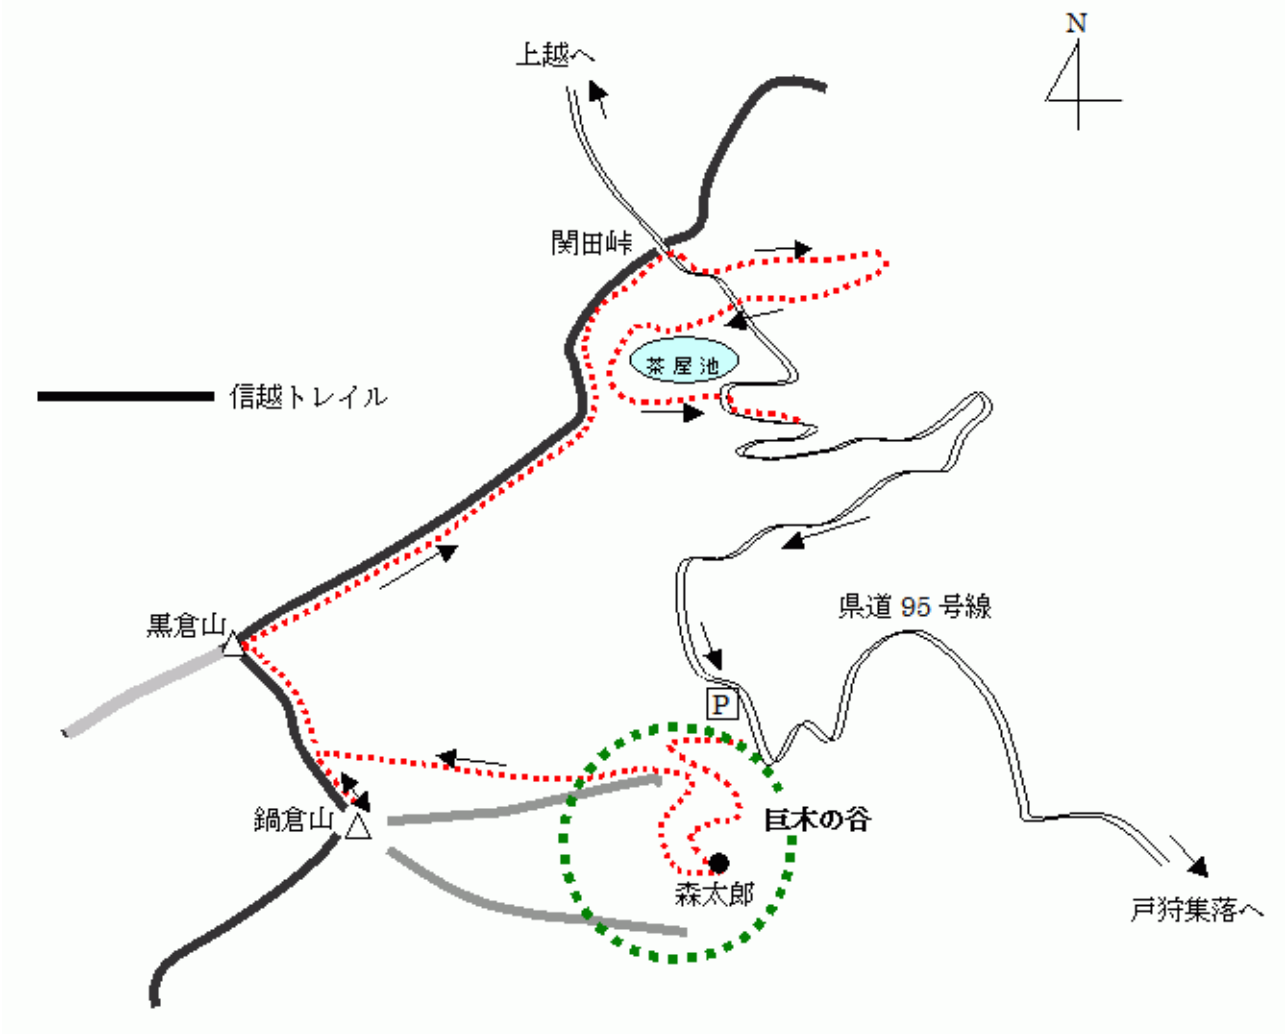 N
上越へ
関田峠
茶屋池
信越トレイル
県道 95 号線
黒倉山
P
鍋倉山
巨木の谷
森太郎
戸狩集落へ